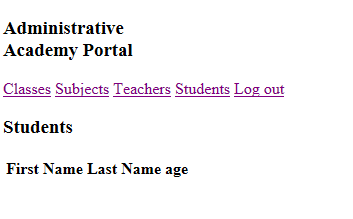 Administrative
Academy Portal
Classes Subjects Teachers Students Log out
Students
First Name Last Name age